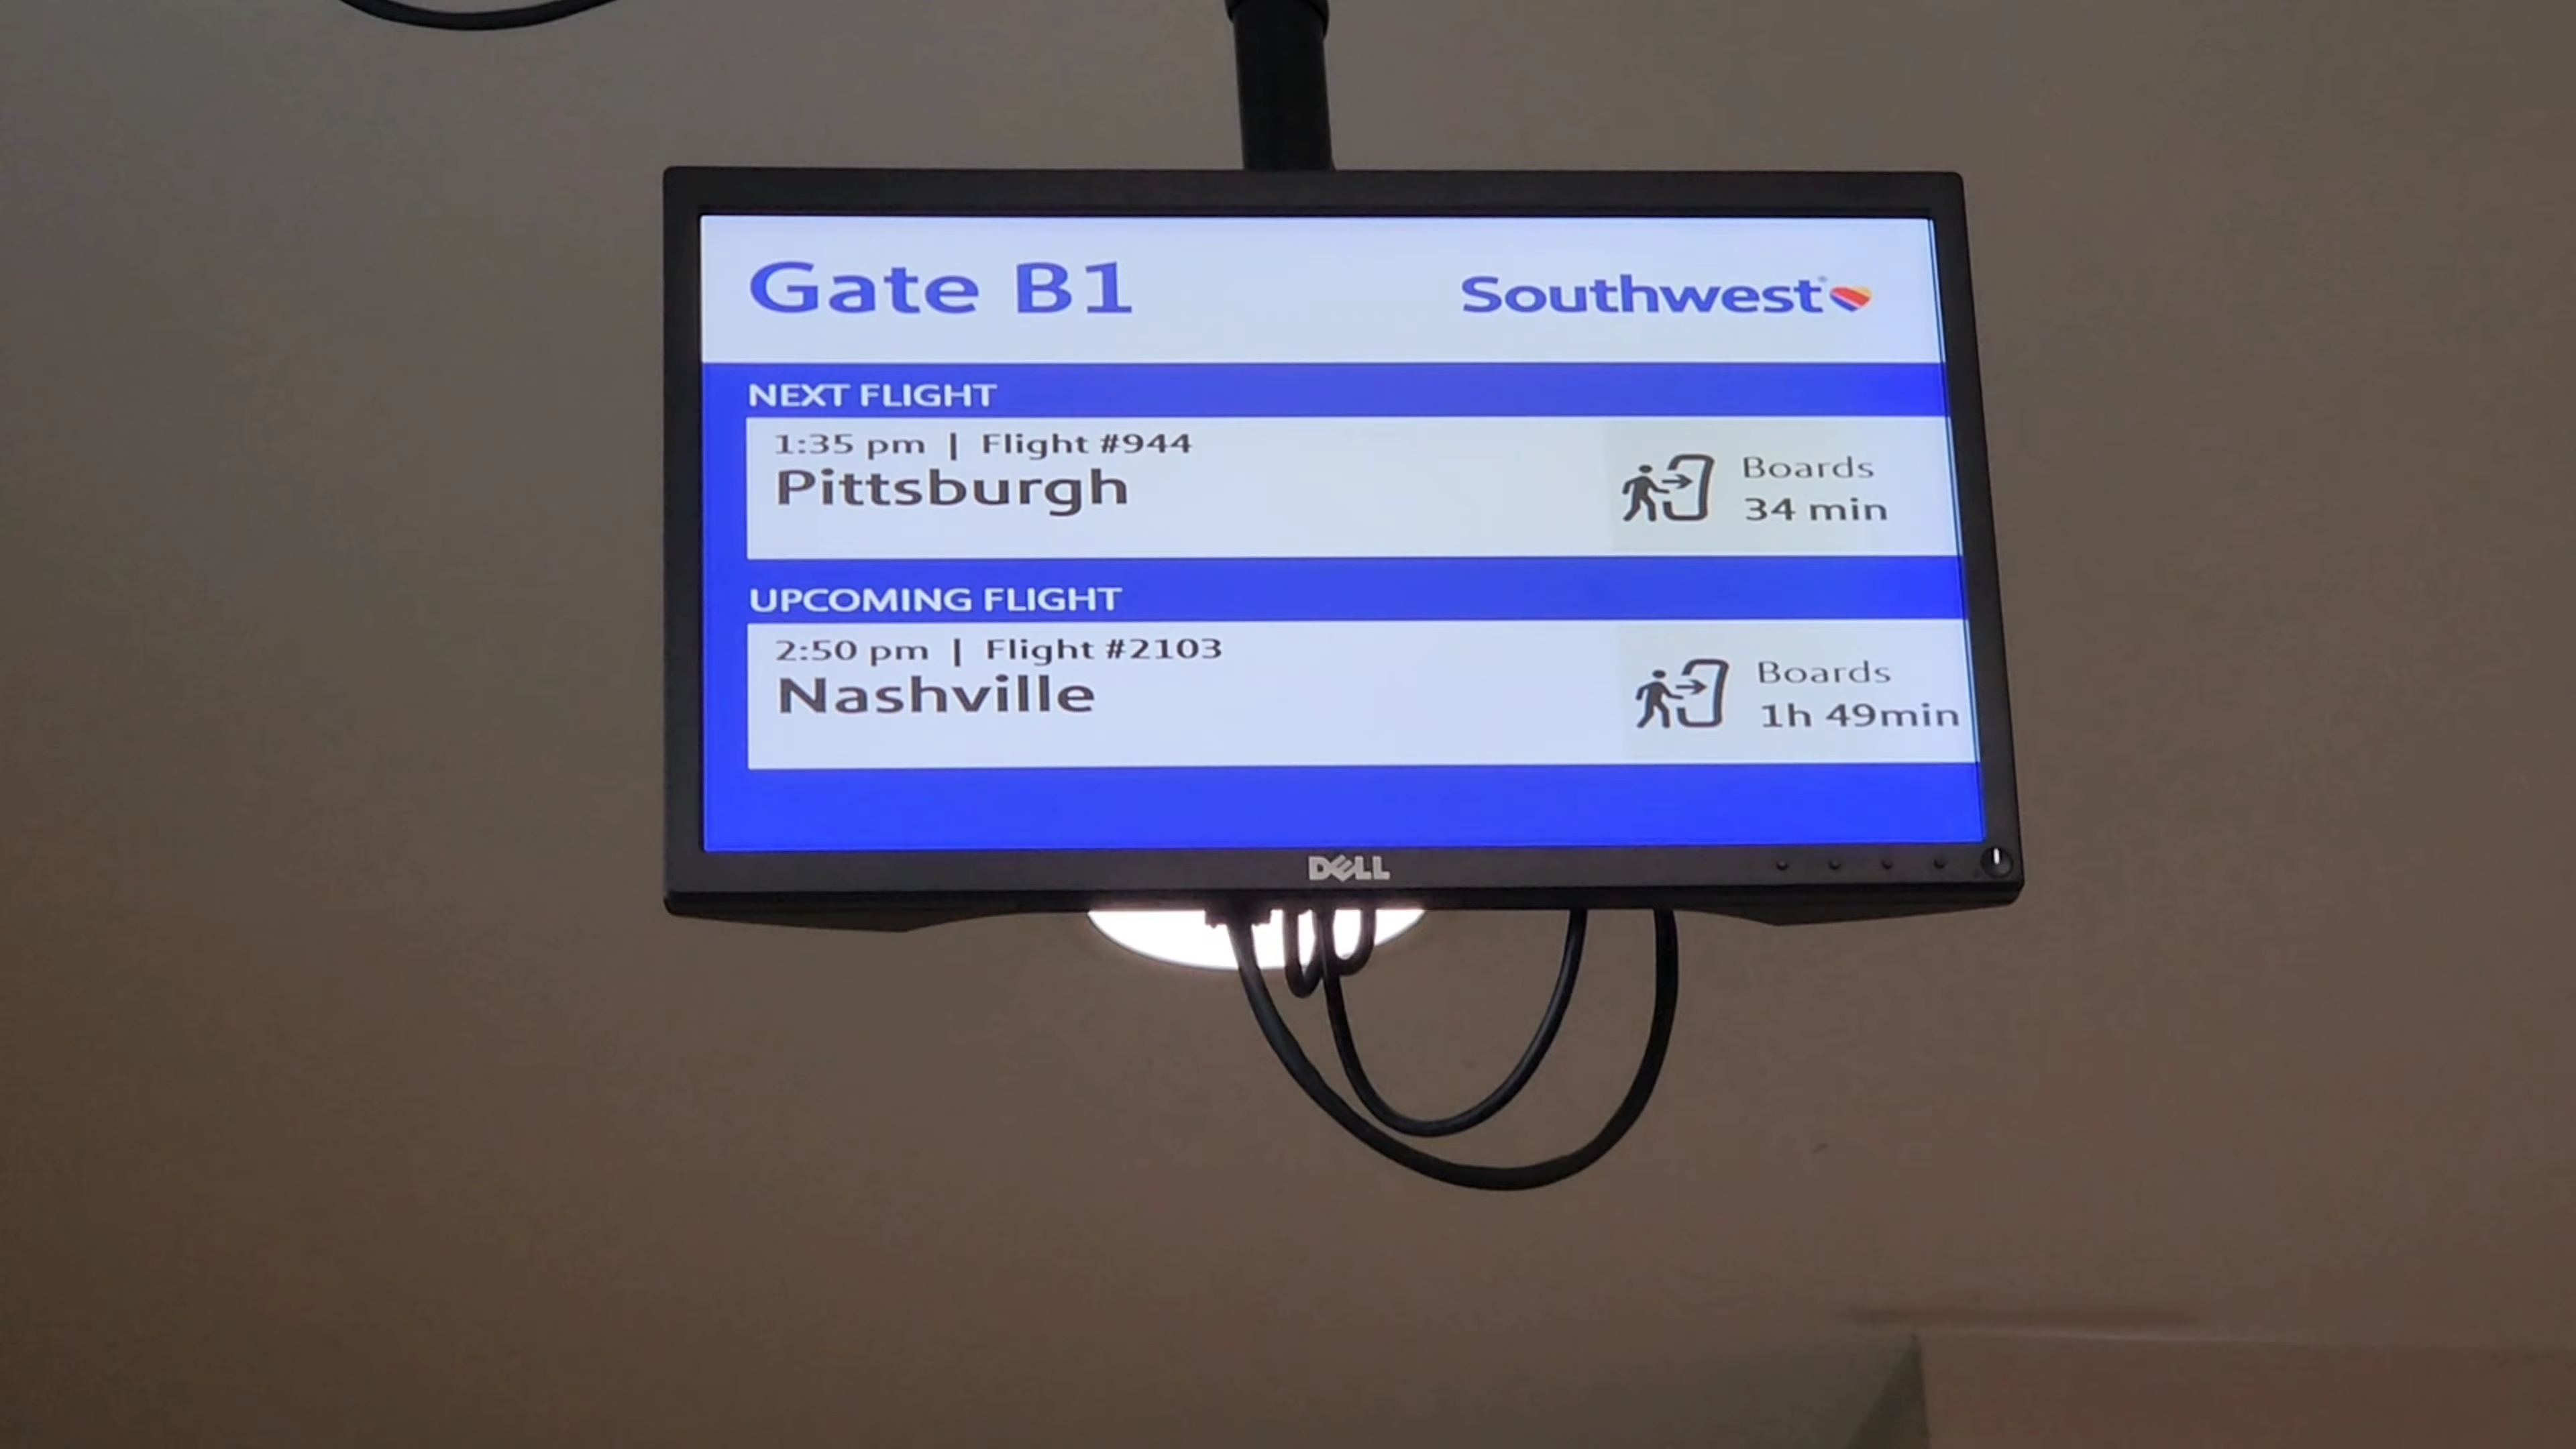 Gate B1
Southwest
NEXT FLIGHT
1:35 pm | Flight #944
Pittsburgh
Boards
34 min
UPCOMING FLIGHT
2:50 pm | Flight #2103
Nashville
Boards
1h 49min
DELL